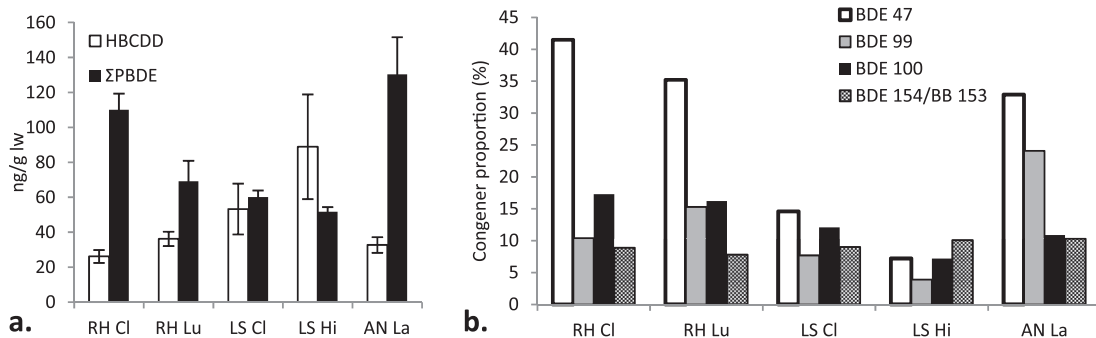 160
140
120
100
80
60
40
20
0
ng/g lw
HBCDD
ΣPBDE
RH Cl RH Lu LS Cl LS Hi AN La
a.
45
40
35
30
25
20
15
10
5
0
Congener proportion (%)
BDE 47
BDE 99
BDE 100
BDE 154/BB 153
RH Cl RH Lu LS Cl LS Hi AN La
b.